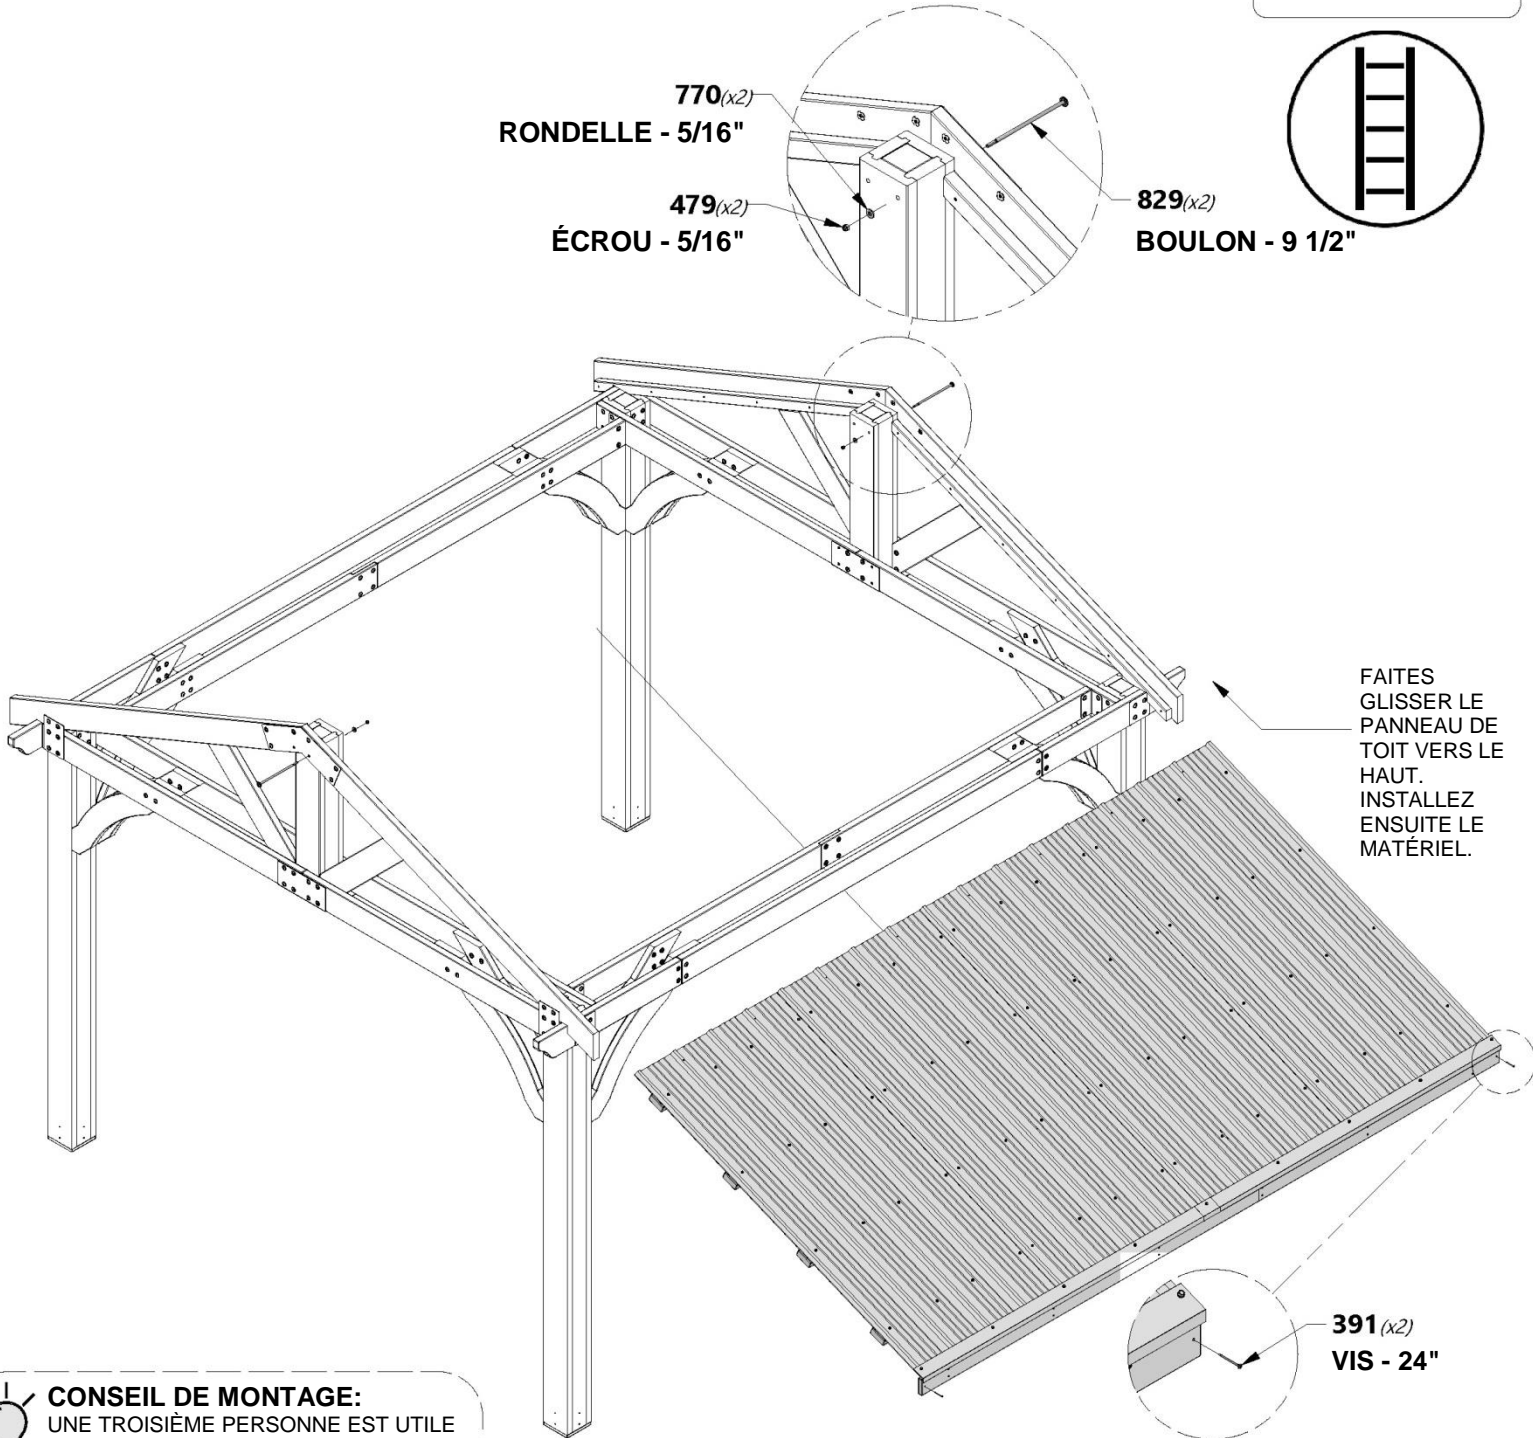 770(x2)
RONDELLE - 5/16"
479(x2)
ÉCROU - 5/16"
829(x2)
BOULON - 9 1/2"
FAITES
GLISSER LE
PANNEAU DE
TOIT VERS LE
HAUT.
INSTALLEZ
ENSUITE LE
MATÉRIEL.
391(x2)
VIS - 24"
CONSEIL DE MONTAGE:
UNE TROISIÈME PERSONNE EST UTILE